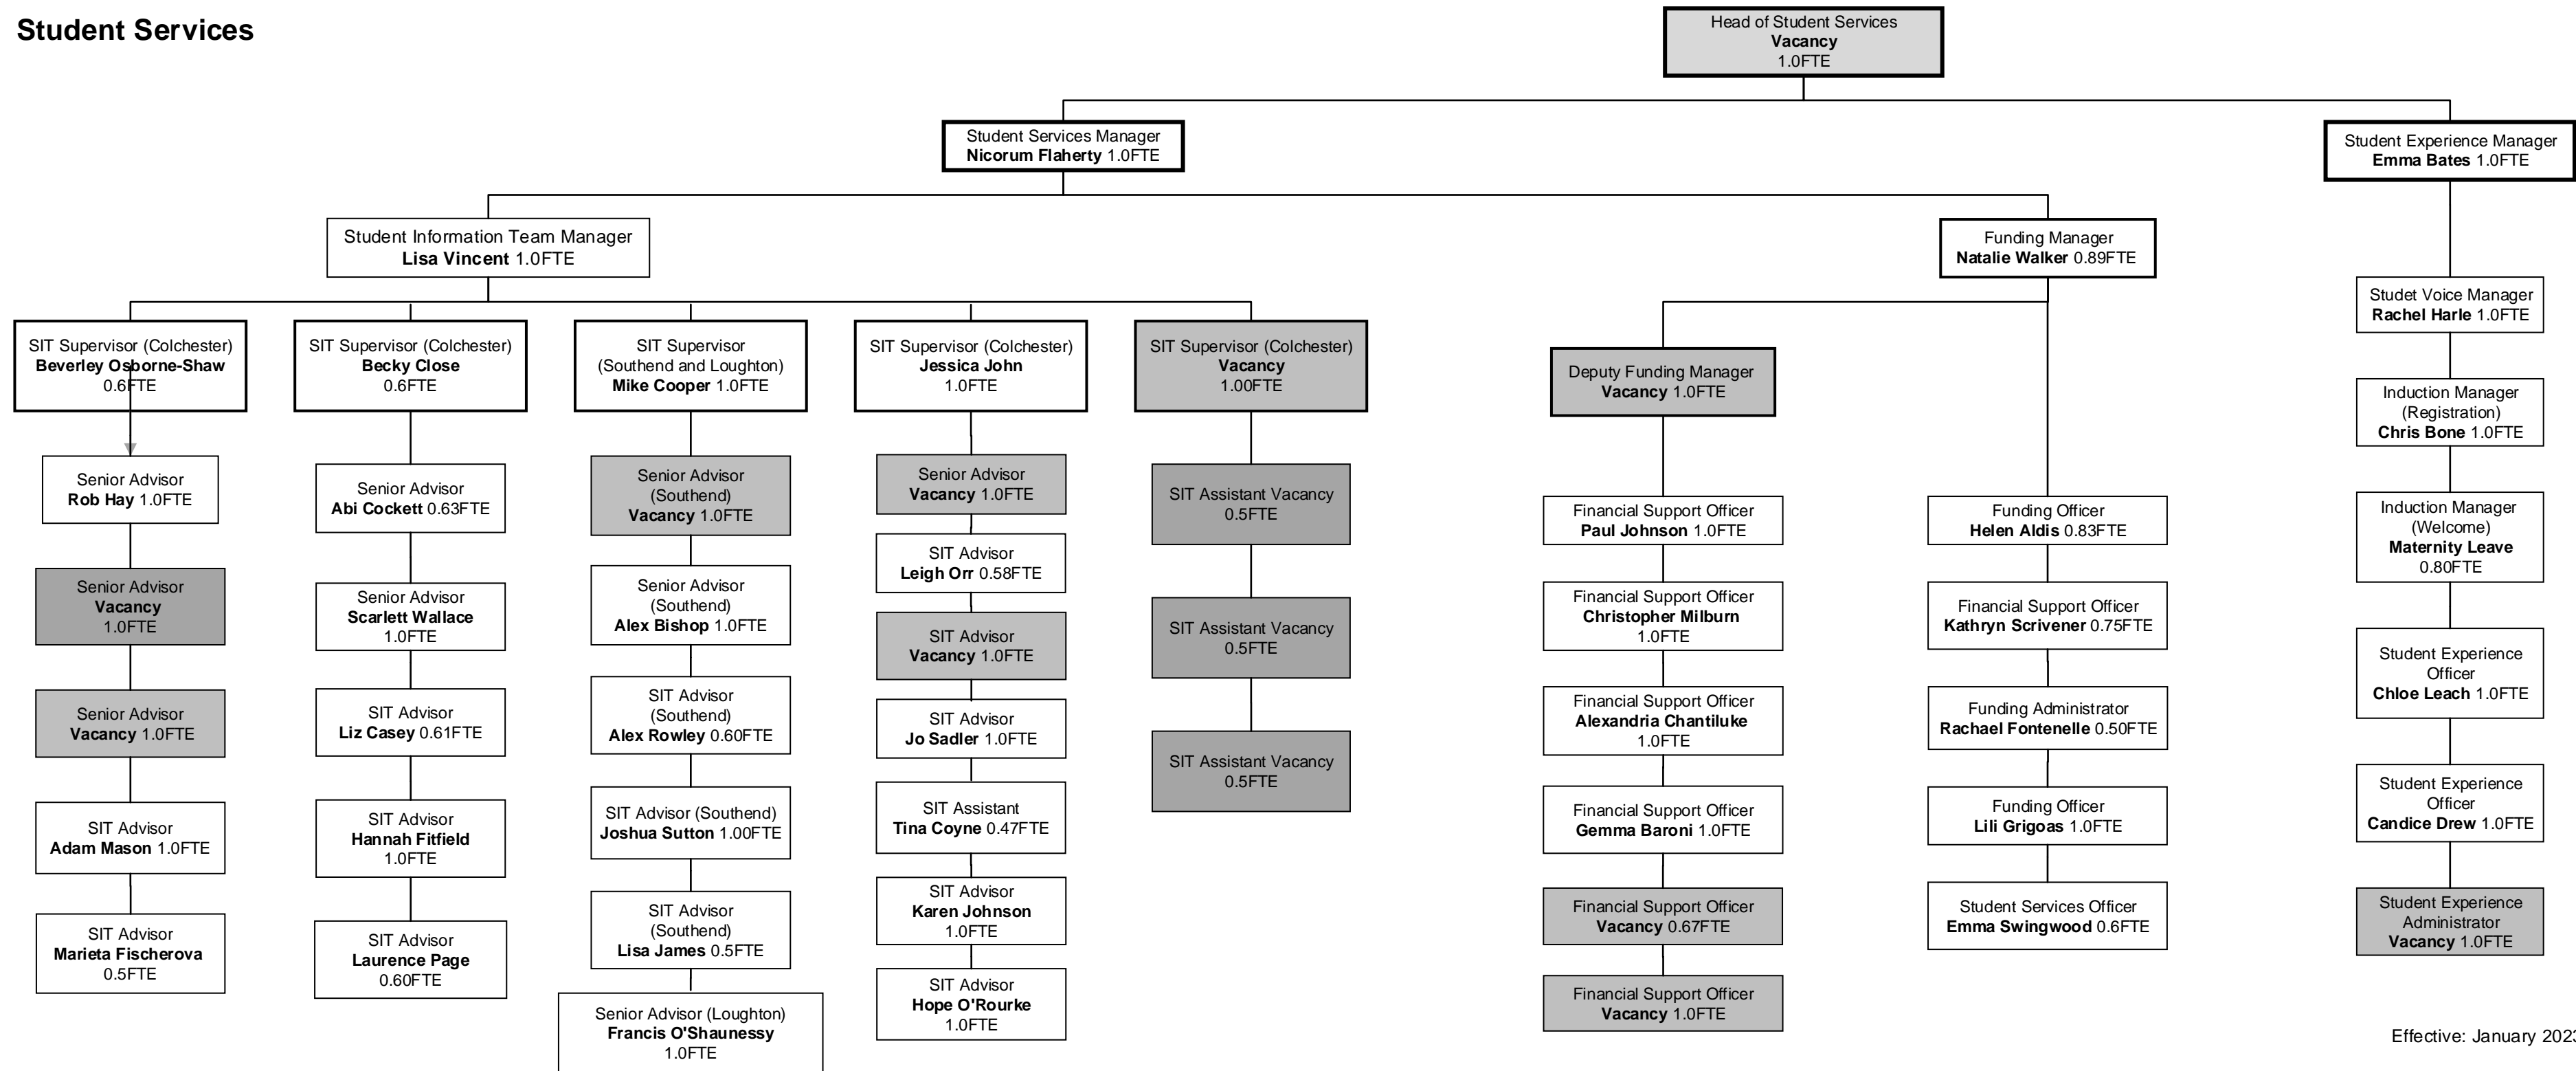 Student Services
Head of Student Services
Vacancy
1.0FTE
Student Services Manager
Nicorum Flaherty 1.0FTE
Student Experience Manager
Emma Bates 1.0FTE
Student Information Team Manager
Lisa Vincent 1.0FTE
Funding Manager
Natalie Walker 0.89FTE
SIT Supervisor (Colchester)
Beverley Osborne-Shaw
0.6FTE
Senior Advisor
Rob Hay 1.0FTE
Senior Advisor
Vacancy
1.0FTE
Senior Advisor
Vacancy 1.0FTE
SIT Advisor
Adam Mason 1.0FTE
SIT Advisor
Marieta Fischerova
0.5FTE
SIT Supervisor (Colchester)
Becky Close
0.6FTE
Senior Advisor
Abi Cockett 0.63FTE
Senior Advisor
Scarlett Wallace
1.0FTE
SIT Advisor
Liz Casey 0.61FTE
SIT Advisor
Hannah Fitfield
1.0FTE
SIT Advisor
Laurence Page
0.60FTE
SIT Supervisor
(Southend and Loughton)
Mike Cooper 1.0FTE
Senior Advisor
(Southend)
Vacancy 1.0FTE
Senior Advisor
(Southend)
Alex Bishop 1.0FTE
SIT Advisor
(Southend)
Alex Rowley 0.60FTE
SIT Advisor (Southend)
Joshua Sutton 1.00FTE
SIT Advisor
(Southend)
Lisa James 0.5FTE
Senior Advisor (Loughton)
Francis O'Shaunessy
1.0FTE
SIT Supervisor (Colchester)
Jessica John
1.0FTE
Senior Advisor
Vacancy 1.0FTE
SIT Advisor
Leigh Orr 0.58FTE
SIT Advisor
Vacancy 1.0FTE
SIT Advisor
Jo Sadler 1.0FTE
SIT Assistant
Tina Coyne 0.47FTE
SIT Advisor
Karen Johnson
1.0FTE
SIT Advisor
Hope O'Rourke
1.0FTE
SIT Supervisor (Colchester)
Vacancy
1.00FTE
SIT Assistant Vacancy
0.5FTE
SIT Assistant Vacancy
0.5FTE
SIT Assistant Vacancy
0.5FTE
Deputy Funding Manager
Vacancy 1.0FTE
Financial Support Officer
Paul Johnson 1.0FTE
Financial Support Officer
Christopher Milburn
1.0FTE
Financial Support Officer
Alexandria Chantiluke
1.0FTE
Financial Support Officer
Gemma Baroni 1.0FTE
Financial Support Officer
Vacancy 0.67FTE
Financial Support Officer
Vacancy 1.0FTE
Funding Officer
Helen Aldis 0.83FTE
Financial Support Officer
Kathryn Scrivener 0.75FTE
Funding Administrator
Rachael Fontenelle 0.50FTE
Funding Officer
Lili Grigoas 1.0FTE
Student Services Officer
Emma Swingwood 0.6FTE
Studet Voice Manager
Rachel Harle 1.0FTE
Induction Manager
(Registration)
Chris Bone 1.0FTE
Induction Manager
(Welcome)
Maternity Leave
0.80FTE
Student Experience
Officer
Chloe Leach 1.0FTE
Student Experience
Officer
Candice Drew 1.0FTE
Student Experience
Administrator
Vacancy 1.0FTE
Effective: January 2023